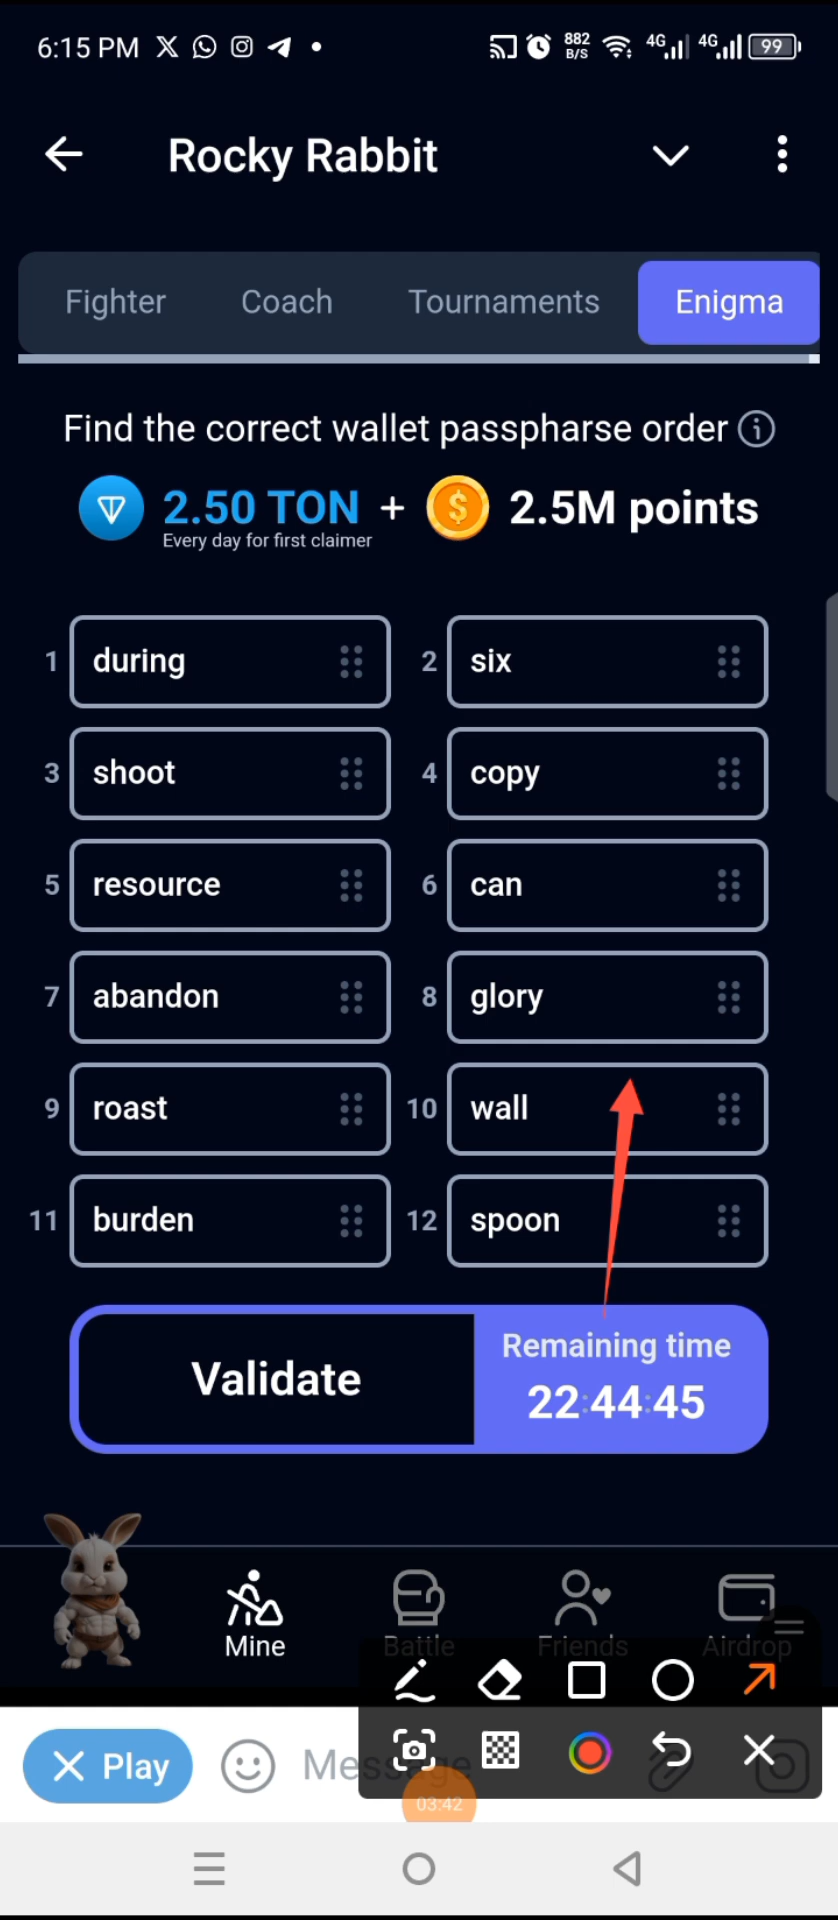 6:15 PM 882 B/S 4G 4G 99
Rocky Rabbit
Fighter Coach Tournaments Enigma
Find the correct wallet passpharse order
2.50 TON + $ 2.5M points
Every day for first claimer
1 during 2 six
3 shoot 4 copy
5 resource 6 can
7 abandon 8 glory
9 roast 10 wall
11 burden 12 spoon
Validate
Remaining time
22:44:45
Mine Battle Friends Airdrop
Play Message
03:42